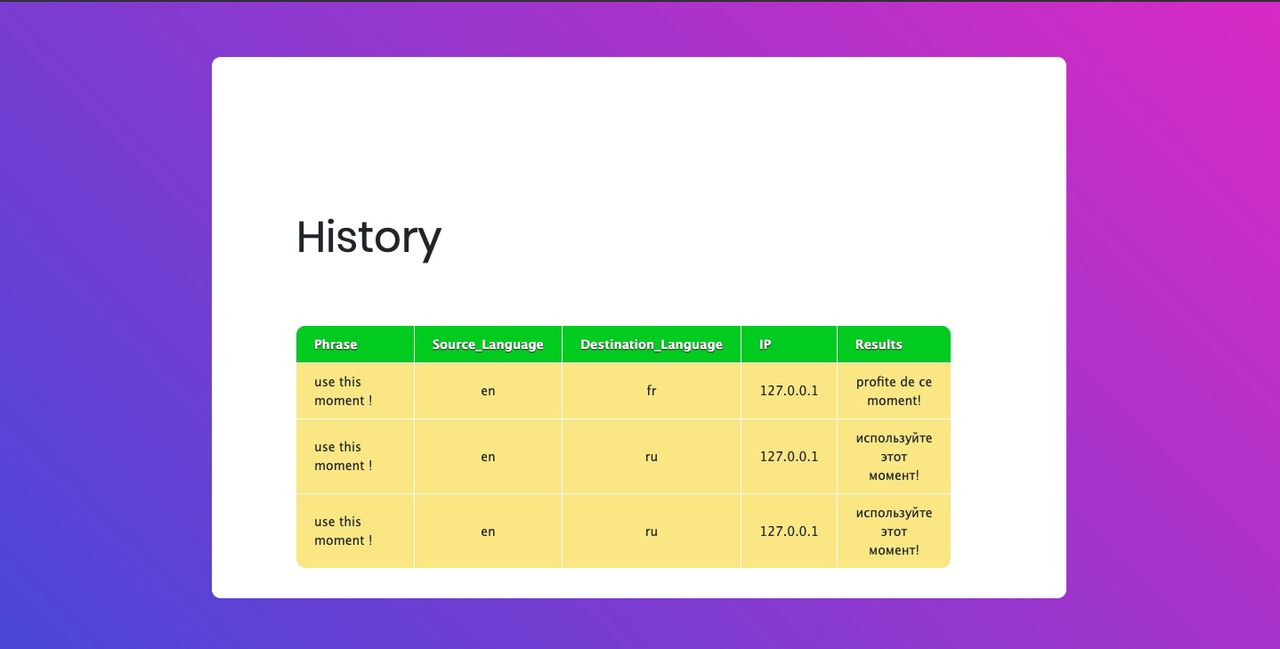 History
Phrase Source_Language Destination_Language IP Results
use this
moment !
en
fr
127.0.0.1
profite de ce
moment!
use this
moment !
en
ru
127.0.0.1
используйте
этот
момент!
use this
moment !
en
ru
127.0.0.1
используйте
этот
момент!